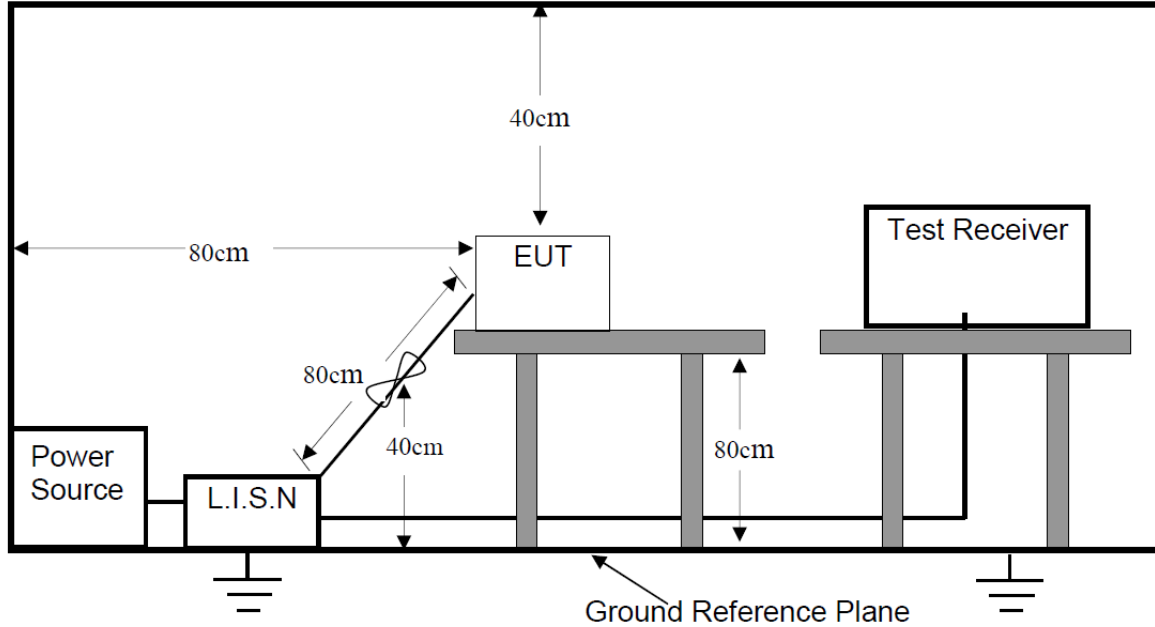 40cm
80cm
EUT
Test Receiver
80cm
40cm
80cm
Power
Source
L.I.S.N
Ground Reference Plane